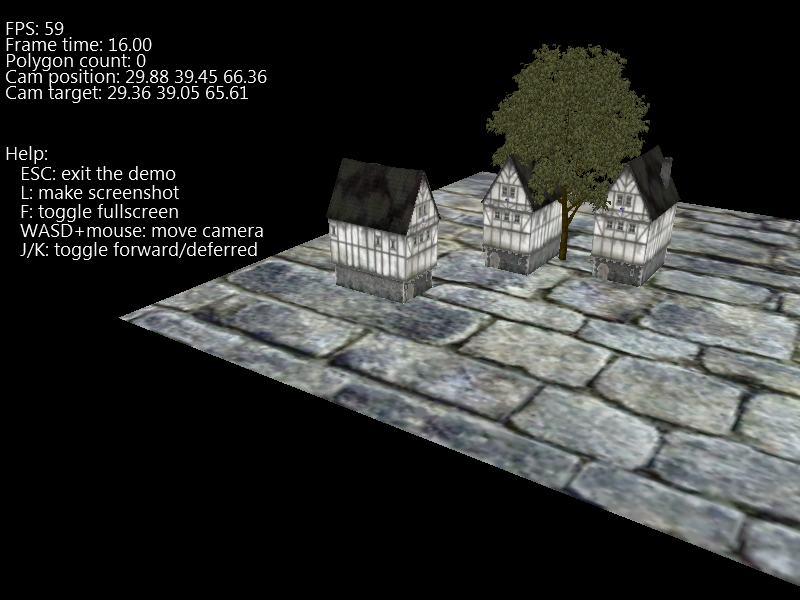 FPS: 59
Frame time: 16.00
Polygon count: 0
Cam position: 29.88 39.45 66.36
Cam target: 29.36 39.05 65.61
Help:
ESC: exit the demo
L: make screenshot
F: toggle fullscreen
WASD+mouse: move camera
J/K: toggle forward/deferred